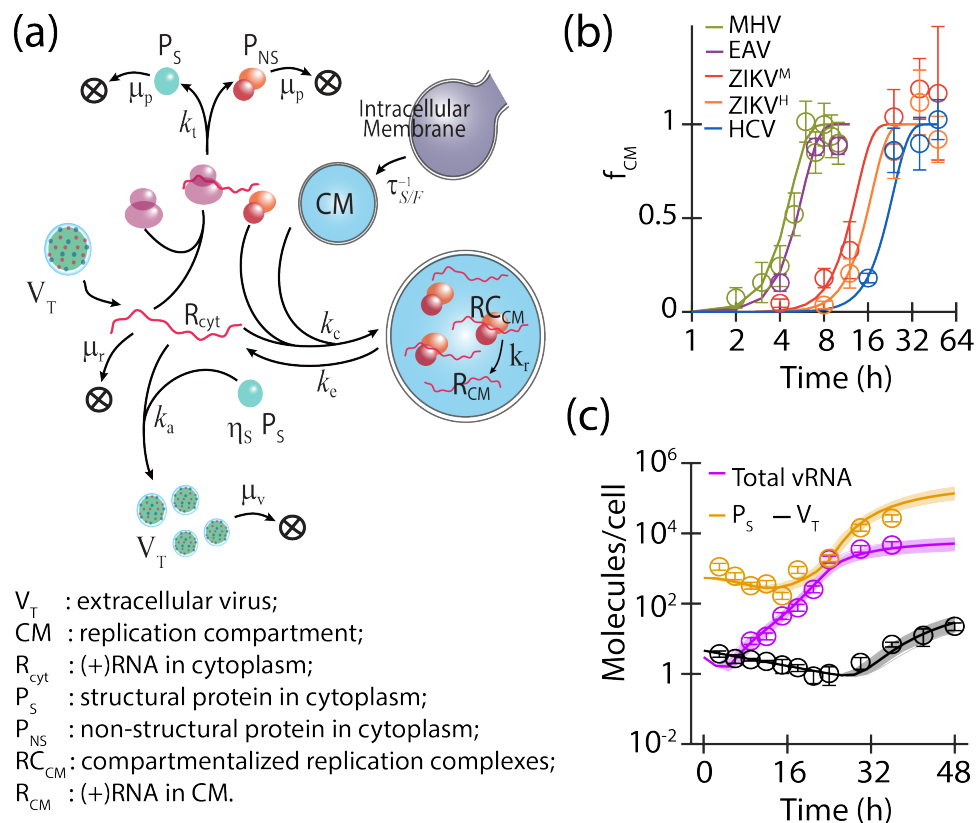 (a)
P_S
P_NS
μ_p
μ_p
k_t
Intracellular
Membrane
τ_S/F^-1
CM
V_T
R_cyt
k_c
RC_CM
k_r
R_CM
μ_r
k_e
k_a
η_S P_S
μ_v
V_T
V_T : extracellular virus;
CM : replication compartment;
R_cyt : (+)RNA in cytoplasm;
P_S : structural protein in cytoplasm;
P_NS : non-structural protein in cytoplasm;
RC_CM : compartmentalized replication complexes;
R_CM : (+)RNA in CM.
(b)
MHV
EAV
ZIKV^M
ZIKV^H
HCV
f_CM
1
0.5
0
1 2 4 8 16 32 64
Time (h)
(c)
Total vRNA
P_S V_T
Molecules/cell
10^6
10^4
10^2
1
10^-2
0 16 32 48
Time (h)